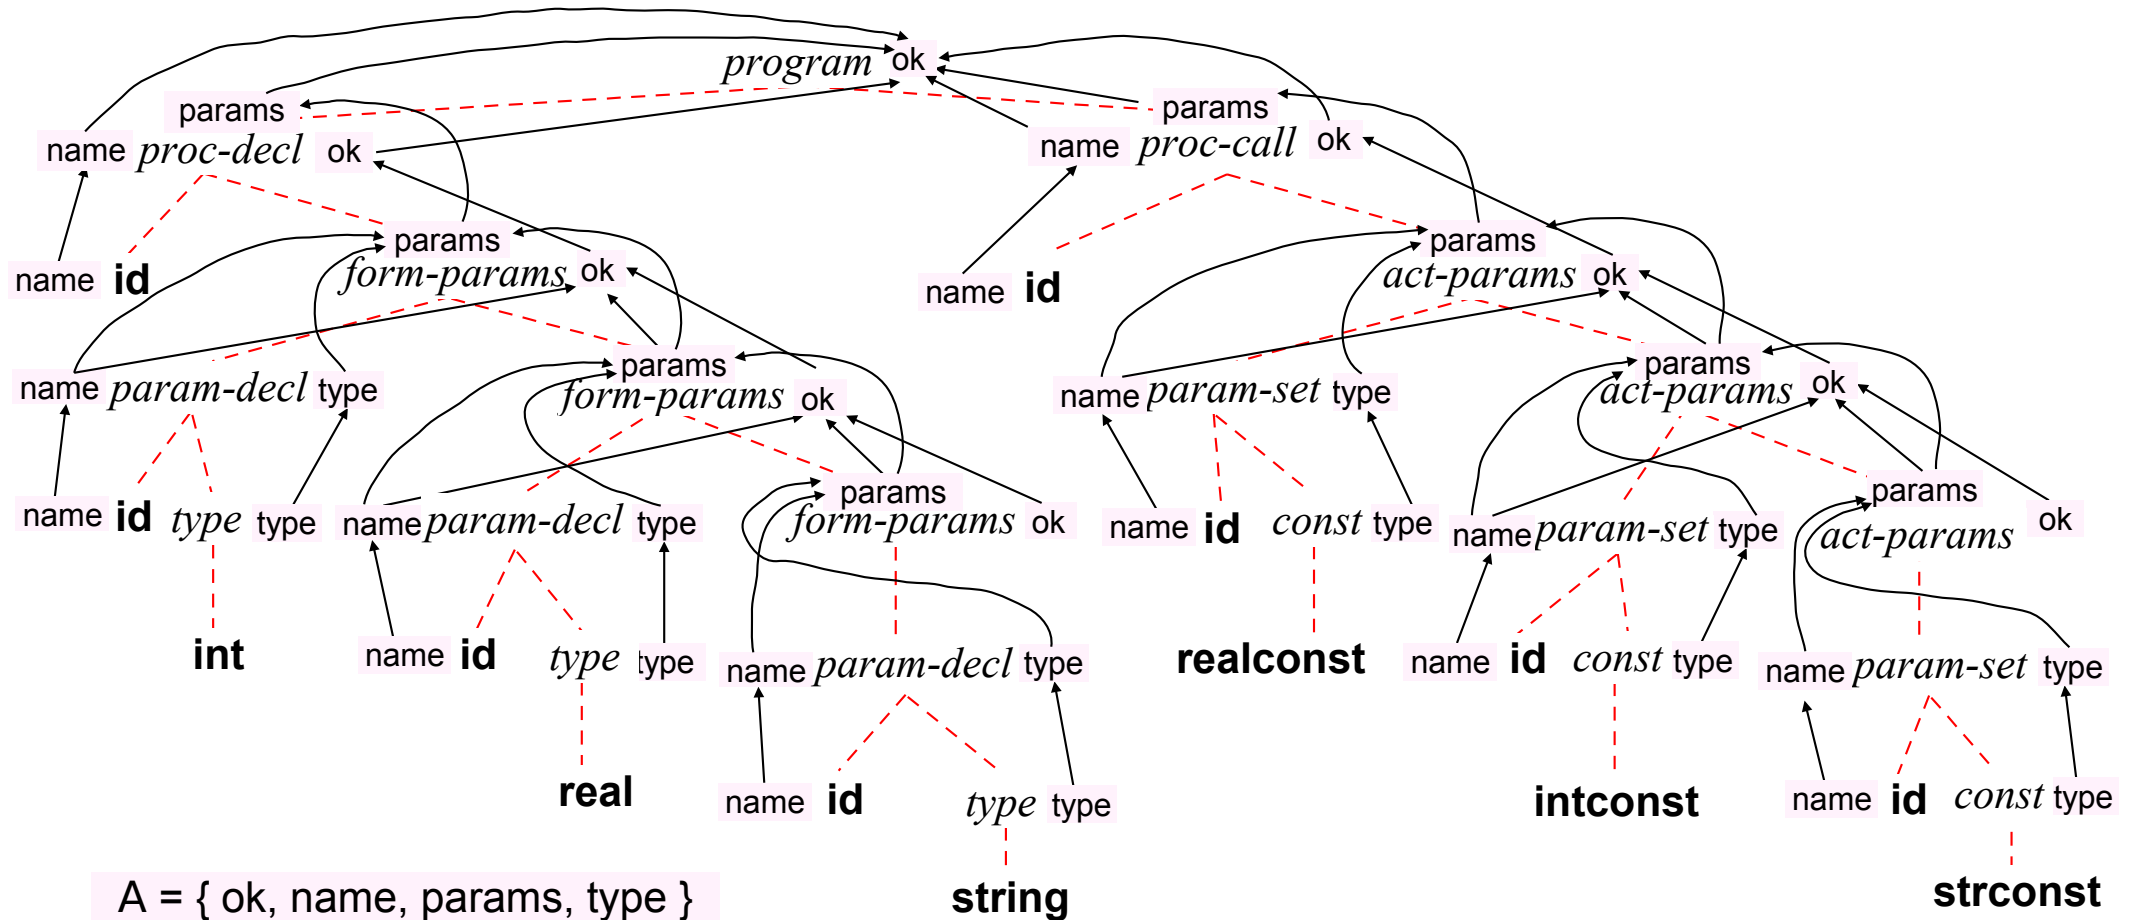 program ok
params params
name proc-decl ok name proc-call ok
params params
name id form-params ok name id act-params ok
params params
name param-decl type form-params ok name param-set type act-params ok
params params
name id type type name param-decl type form-params ok name id const type name param-set type act-params ok
int name id type type name param-decl type realconst name id const type name param-set type
real name id type type intconst name id const type
A = { ok, name, params, type } string strconst